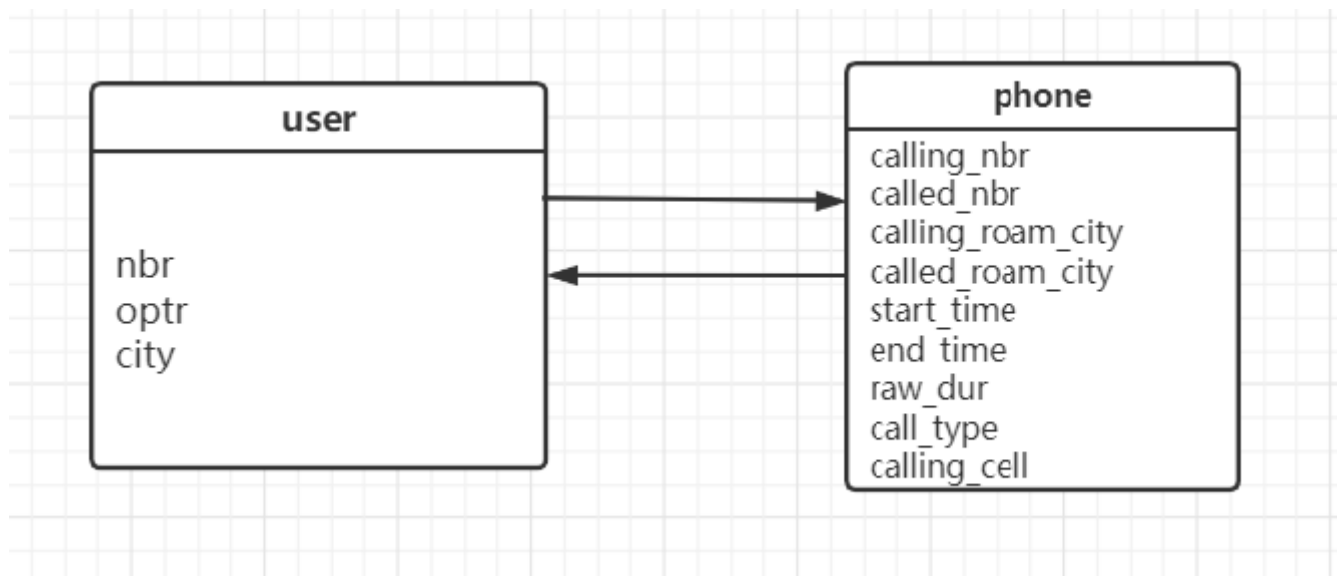 user
nbr
optr
city
phone
calling_nbr
called_nbr
calling_roam_city
called_roam_city
start_time
end_time
raw_dur
call_type
calling_cell